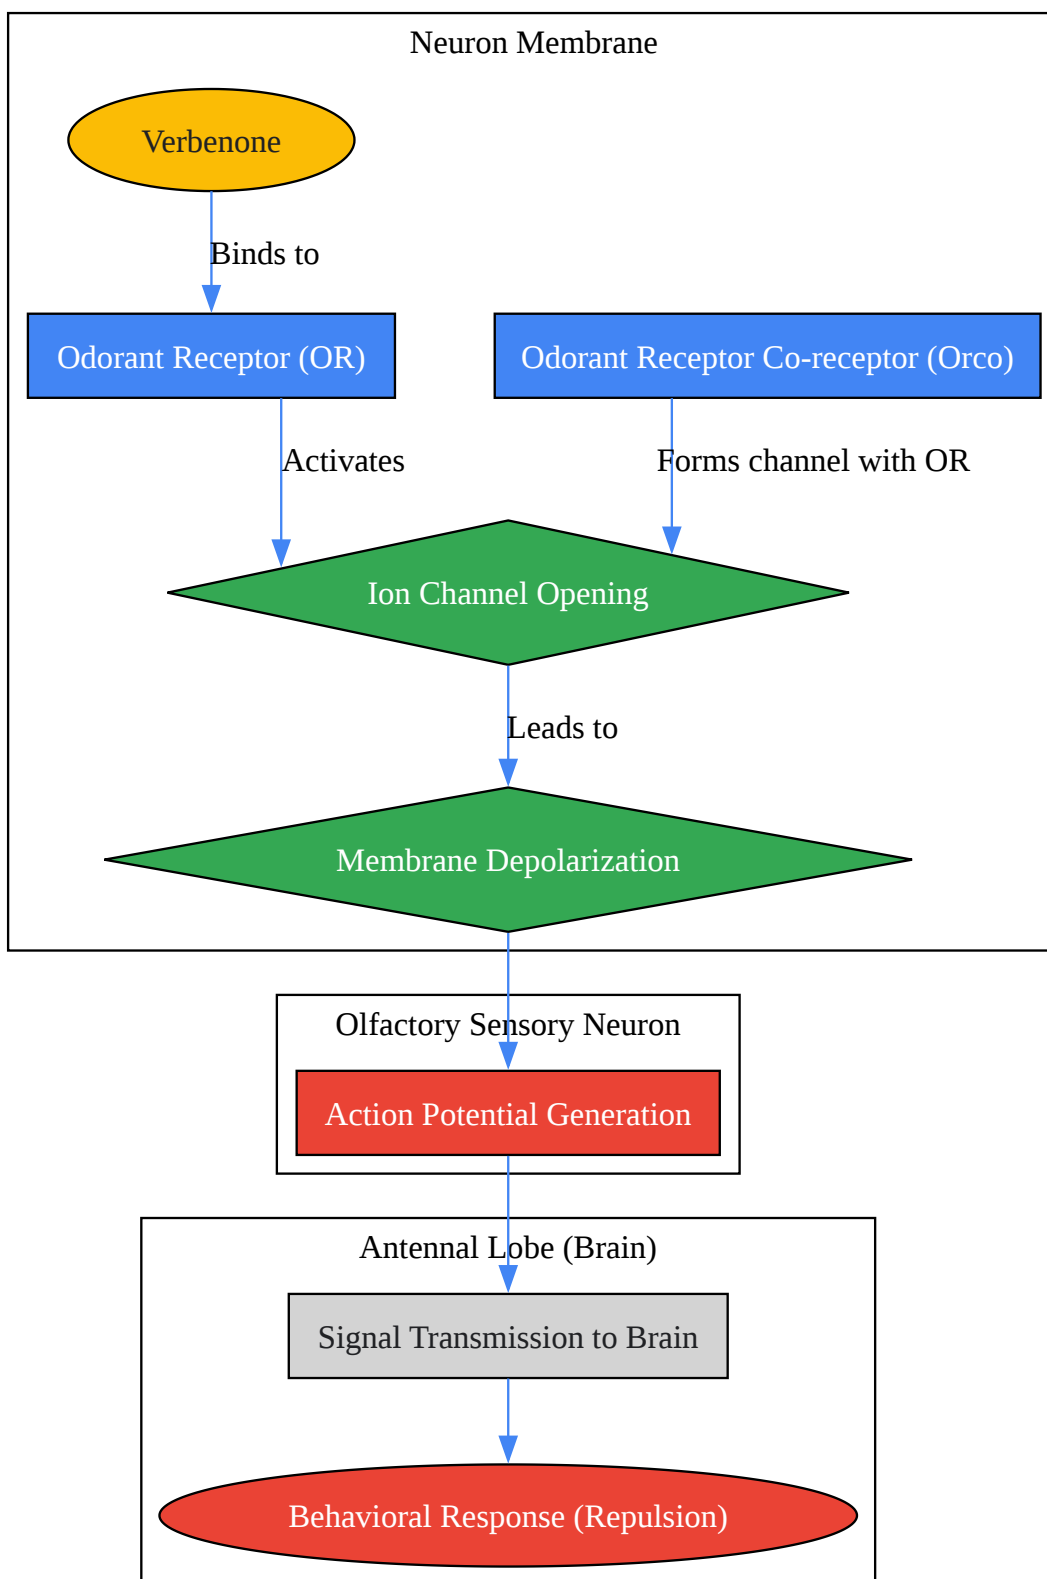 Neuron Membrane
Verbenone
Binds to
Odorant Receptor (OR)
Odorant Receptor Co-receptor (Orco)
Activates
Forms channel with OR
Ion Channel Opening
Leads to
Membrane Depolarization
Olfactory Sensory Neuron
Action Potential Generation
Antennal Lobe (Brain)
Signal Transmission to Brain
Behavioral Response (Repulsion)